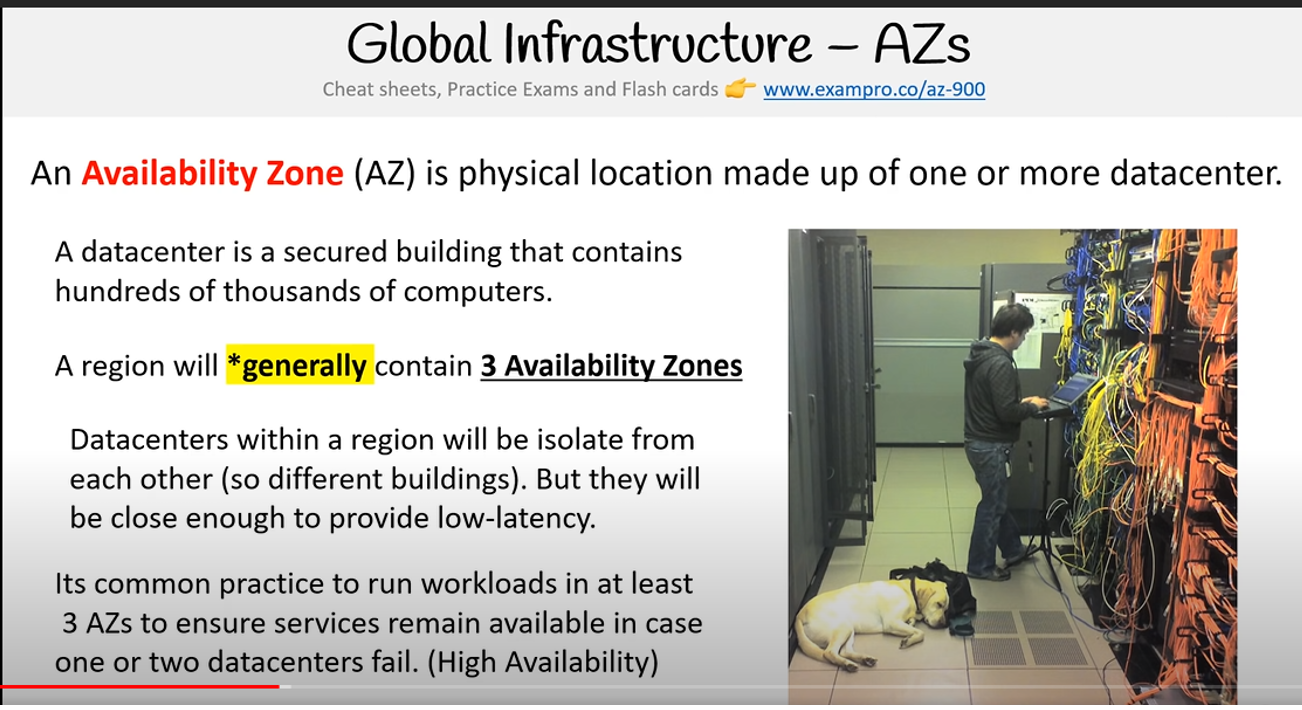 Global Infrastructure – AZs
Cheat sheets, Practice Exams and Flash cards 👉 www.exampro.co/az-900
An Availability Zone (AZ) is physical location made up of one or more datacenter.
A datacenter is a secured building that contains
hundreds of thousands of computers.
A region will *generally contain 3 Availability Zones
Datacenters within a region will be isolate from
each other (so different buildings). But they will
be close enough to provide low-latency.
Its common practice to run workloads in at least
3 AZs to ensure services remain available in case
one or two datacenters fail. (High Availability)